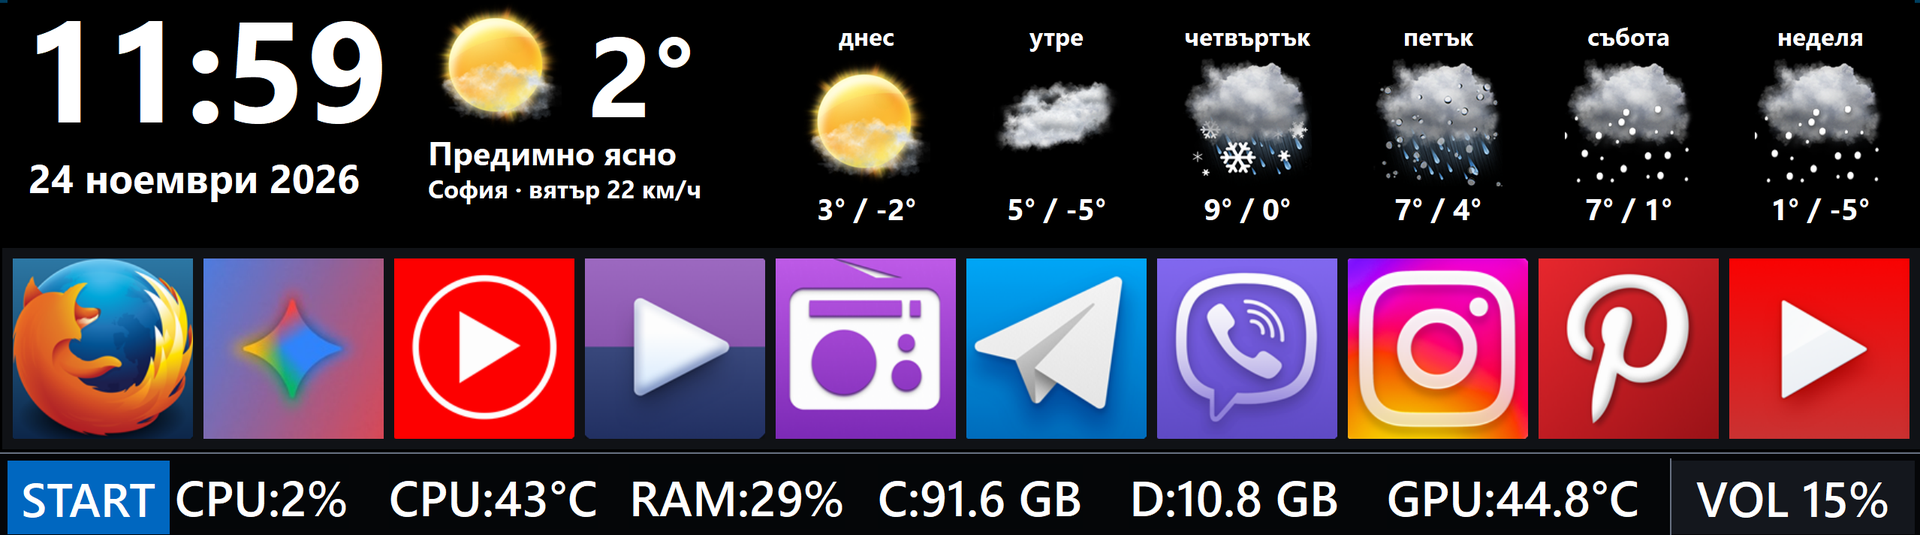 11:59
24 ноември 2026
2°
Предимно ясно
София · вятър 22 км/ч
днес
3° / -2°
утре
5° / -5°
четвъртък
9° / 0°
петък
7° / 4°
събота
7° / 1°
неделя
1° / -5°
START CPU:2% CPU:43°C RAM:29% C:91.6 GB D:10.8 GB GPU:44.8°C VOL 15%